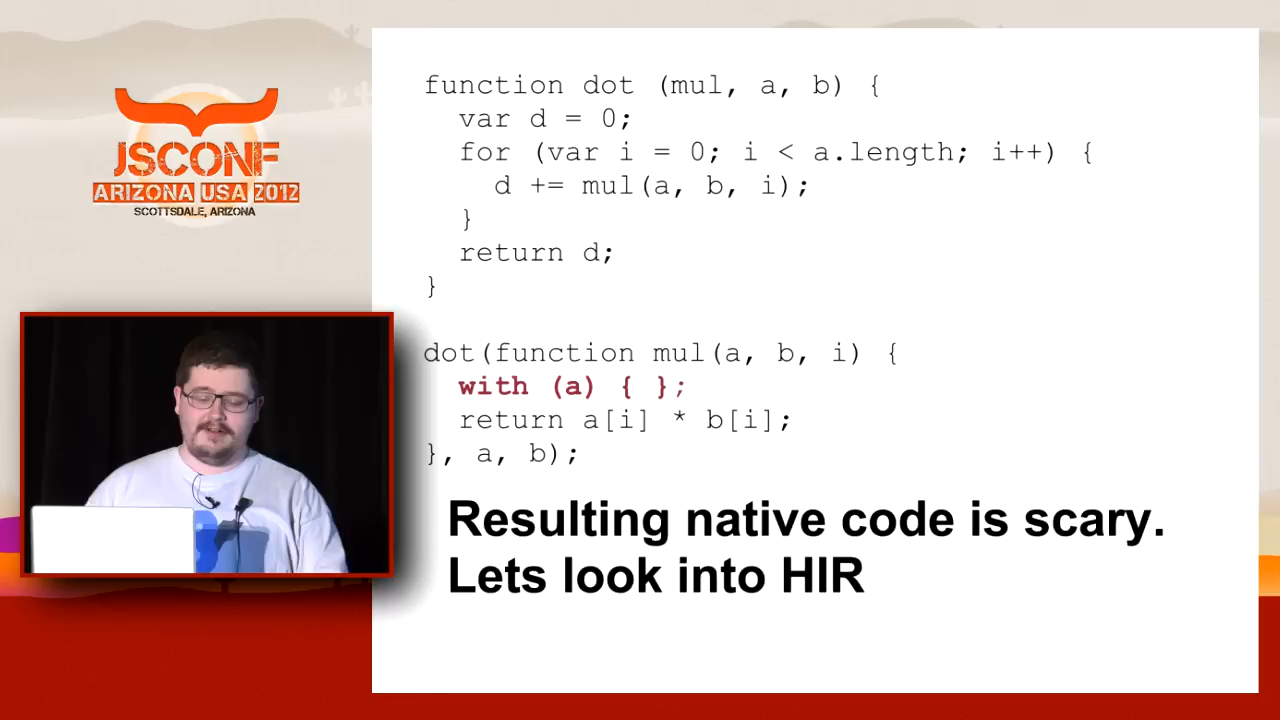 JSCONF
ARIZONA USA 2012
SCOTTSDALE, ARIZONA
function dot (mul, a, b) {
  var d = 0;
  for (var i = 0; i < a.length; i++) {
    d += mul(a, b, i);
  }
  return d;
}
dot(function mul(a, b, i) {
  with (a) { };
  return a[i] * b[i];
}, a, b);
Resulting native code is scary.
Lets look into HIR